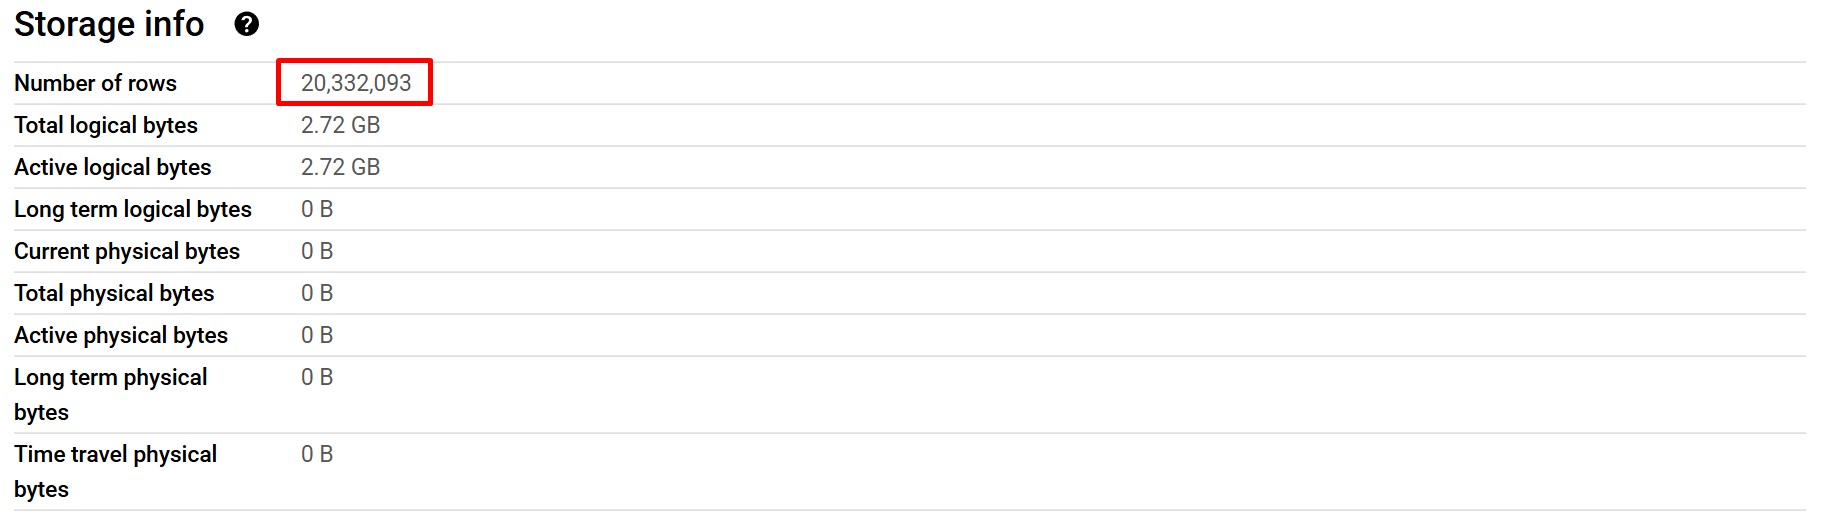 Storage info
Number of rows 20,332,093
Total logical bytes 2.72 GB
Active logical bytes 2.72 GB
Long term logical bytes 0 B
Current physical bytes 0 B
Total physical bytes 0 B
Active physical bytes 0 B
Long term physical 0 B
bytes
Time travel physical 0 B
bytes